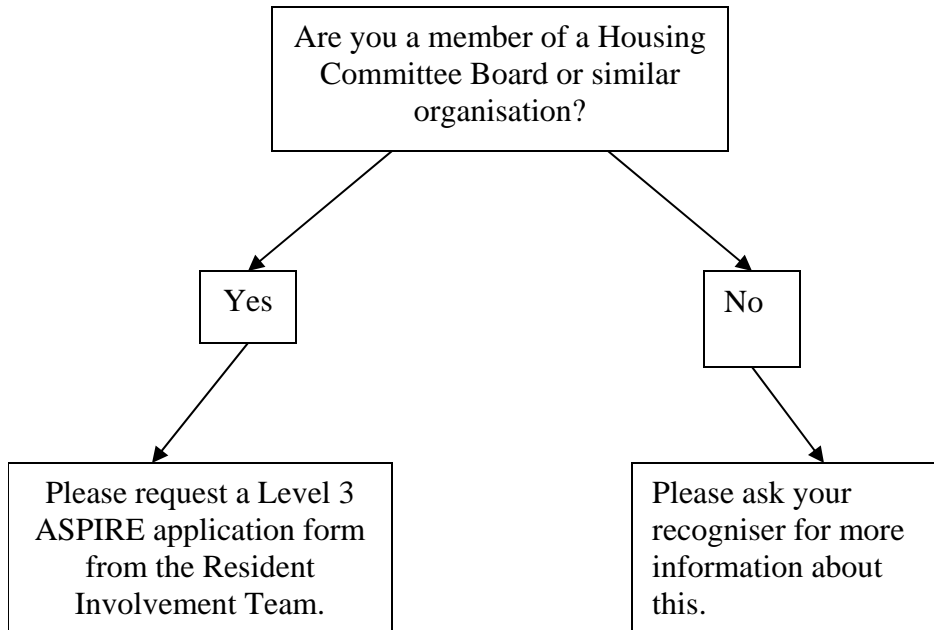 Are you a member of a Housing
Committee Board or similar
organisation?
Yes
No
Please request a Level 3
ASPIRE application form
from the Resident
Involvement Team.
Please ask your
recogniser for more
information about
this.